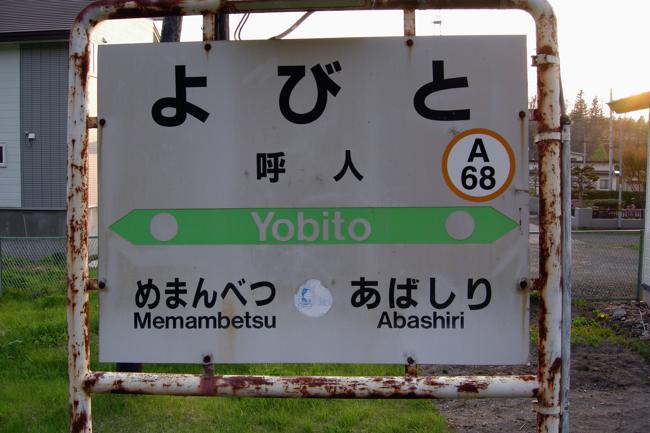 よびと
呼人
A
68
Yobito
めまんべつ
Memambetsu
あばしり
Abashiri